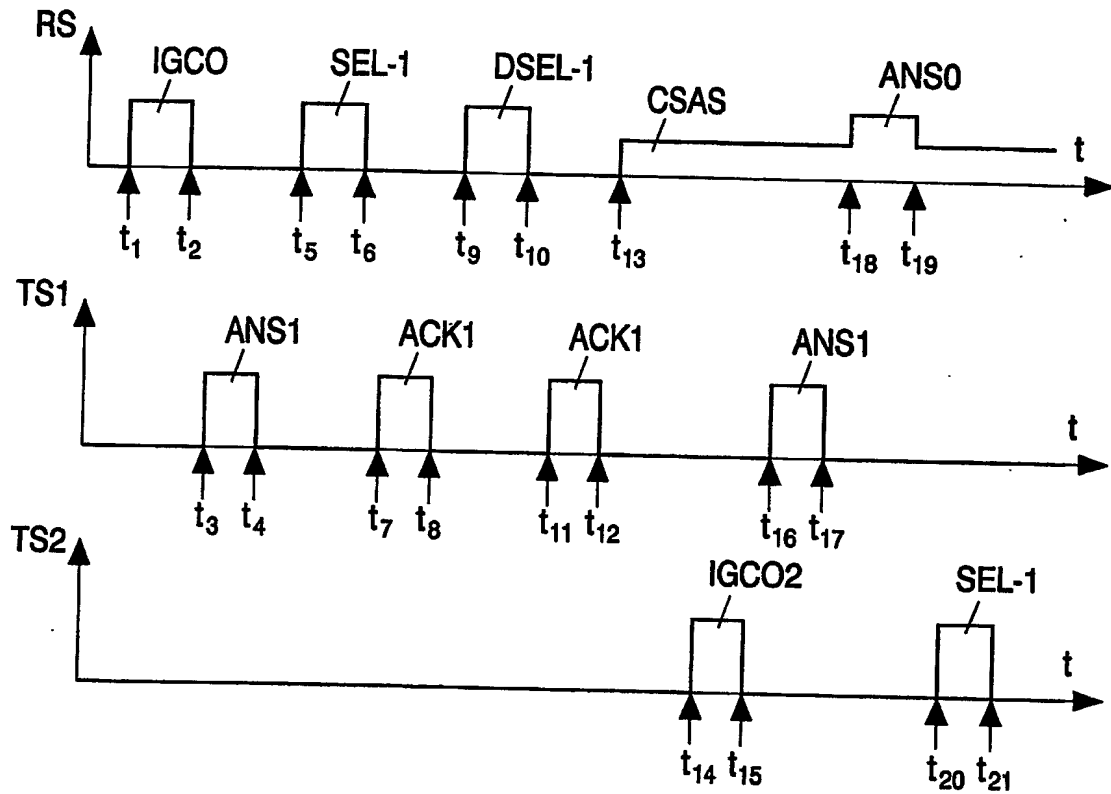 RS
IGCO
SEL-1
DSEL-1
CSAS
ANS0
t
t1
t2
t5
t6
t9
t10
t13
t18
t19
TS1
ANS1
ACK1
ACK1
ANS1
t
t3
t4
t7
t8
t11
t12
t16
t17
TS2
IGCO2
SEL-1
t
t14
t15
t20
t21